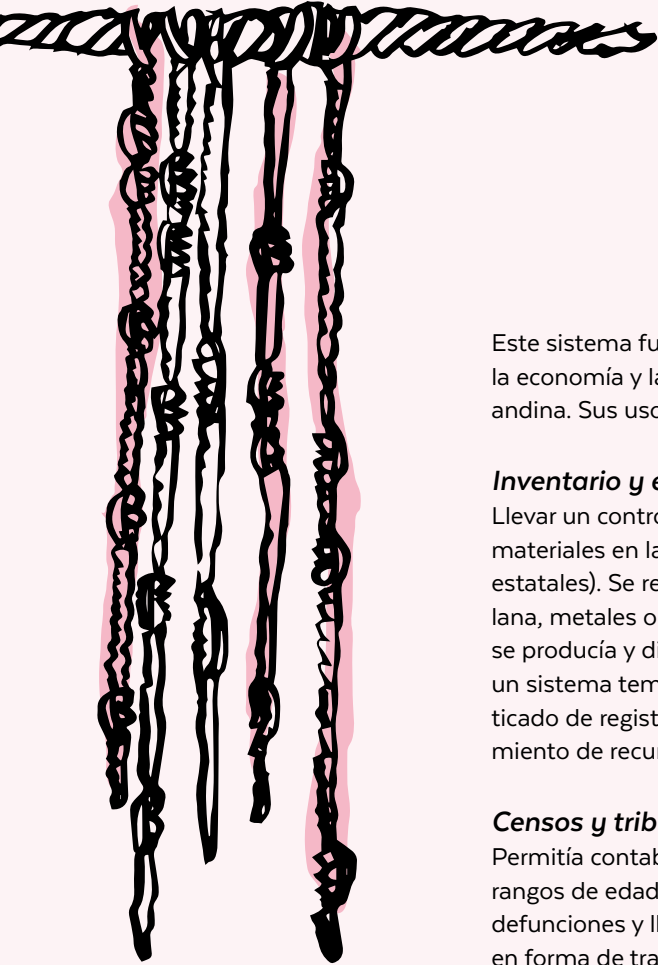 Este sistema fu
la economía y la
andina. Sus uso
Inventario y e
Llevar un contro
materiales en la
estatales). Se re
lana, metales o
se producía y di
un sistema tem
ticado de regist
miento de recur
Censos y trib
Permitía contab
rangos de edad
defunciones y ll
en forma de tra